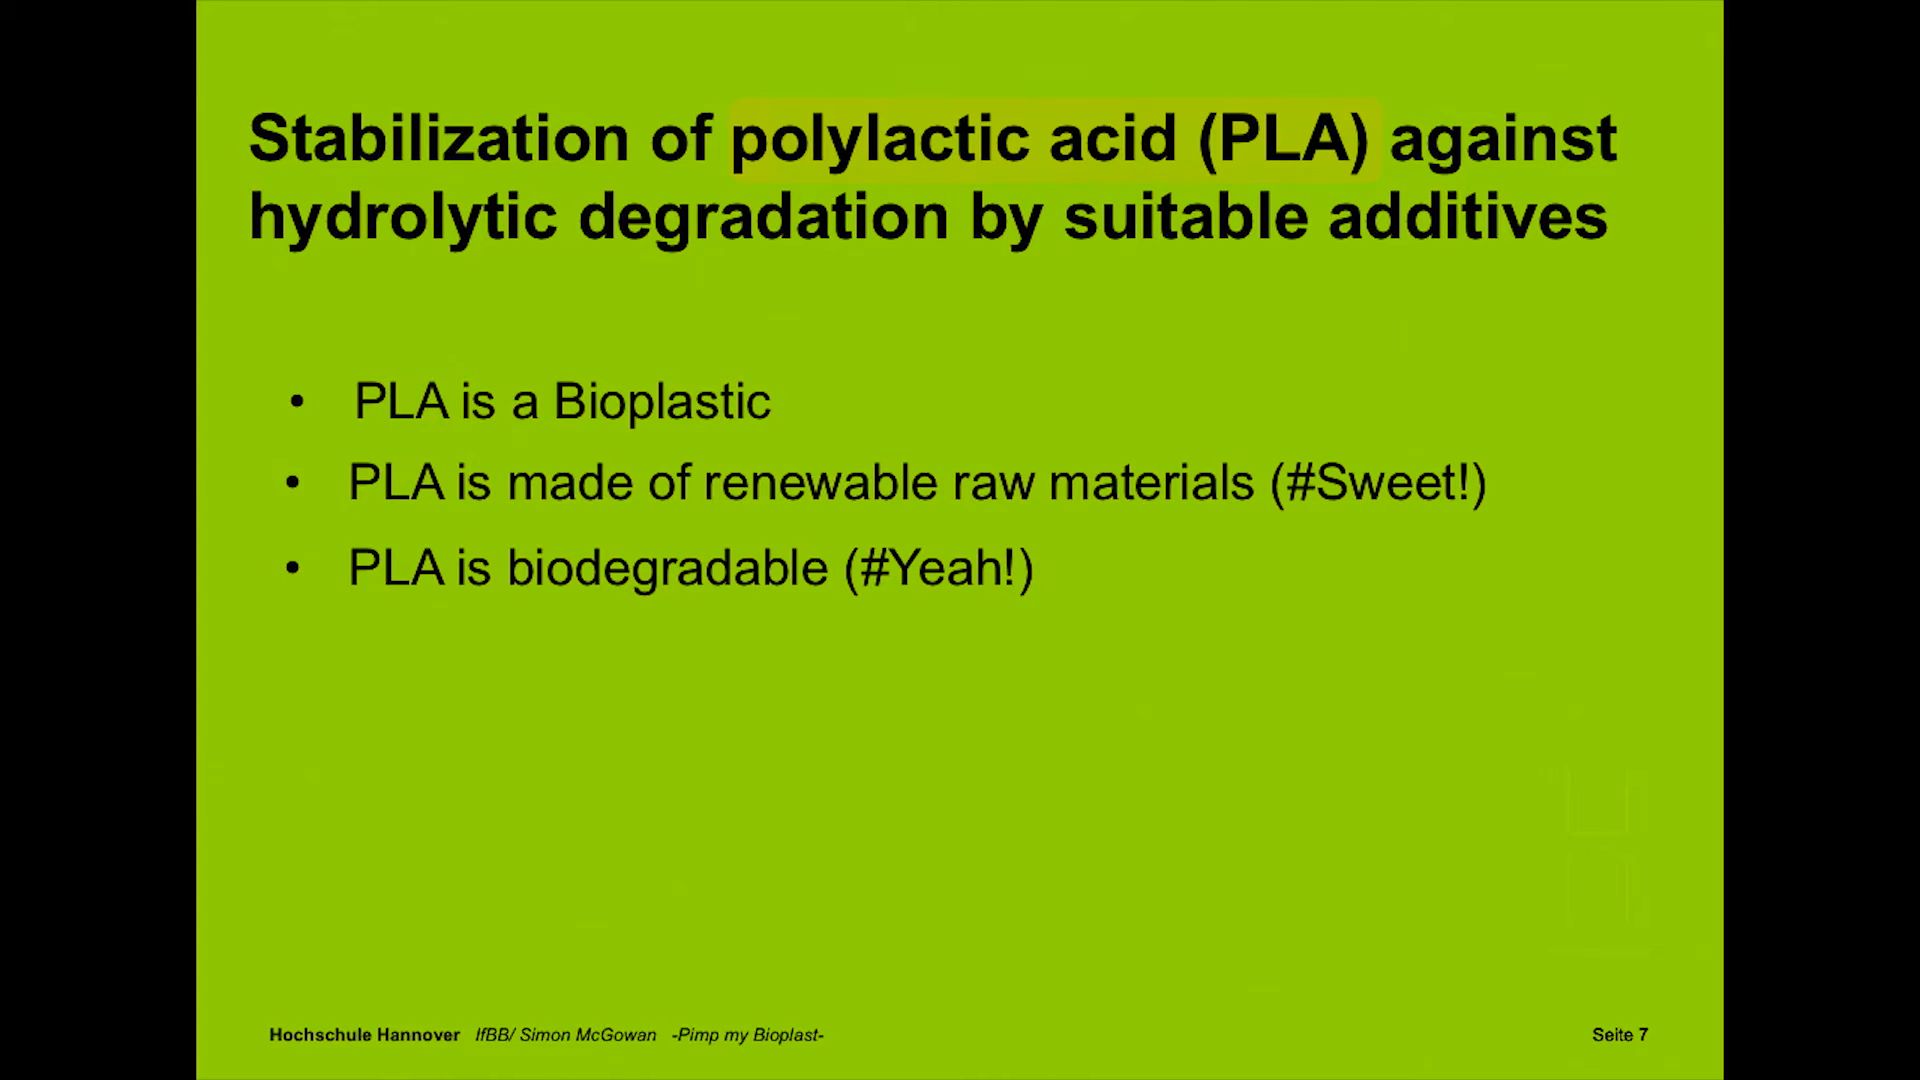 Stabilization of polylactic acid (PLA) against
hydrolytic degradation by suitable additives
• PLA is a Bioplastic
• PLA is made of renewable raw materials (#Sweet!)
• PLA is biodegradable (#Yeah!)
Hochschule Hannover IfBB/ Simon McGowan -Pimp my Bioplast- Seite 7